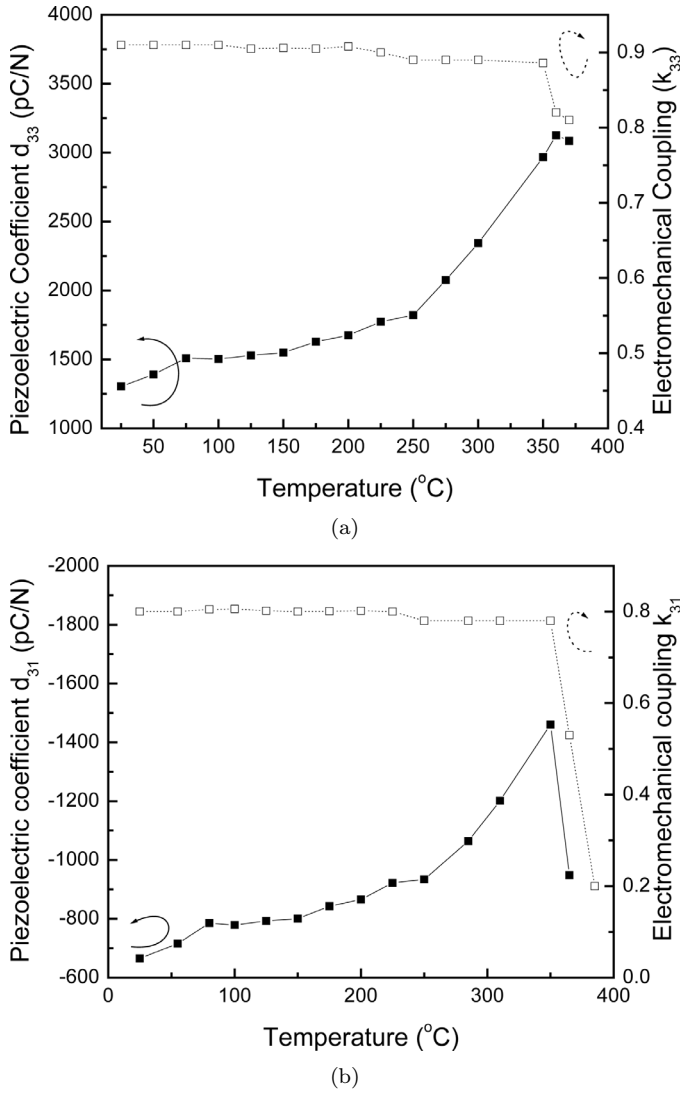 Piezoelectric Coefficient d33 (pC/N)
4000
3500
3000
2500
2000
1500
1000
0.9
0.8
0.7
0.6
0.5
0.4
Electromechanical Coupling (k33)
50 100 150 200 250 300 350 400
Temperature (oC)
(a)
Piezoelectric coefficient d31 (pC/N)
-2000
-1800
-1600
-1400
-1200
-1000
-800
-600
0.8
0.6
0.4
0.2
0.0
Electromechanical coupling k31
0 100 200 300 400
Temperature (oC)
(b)